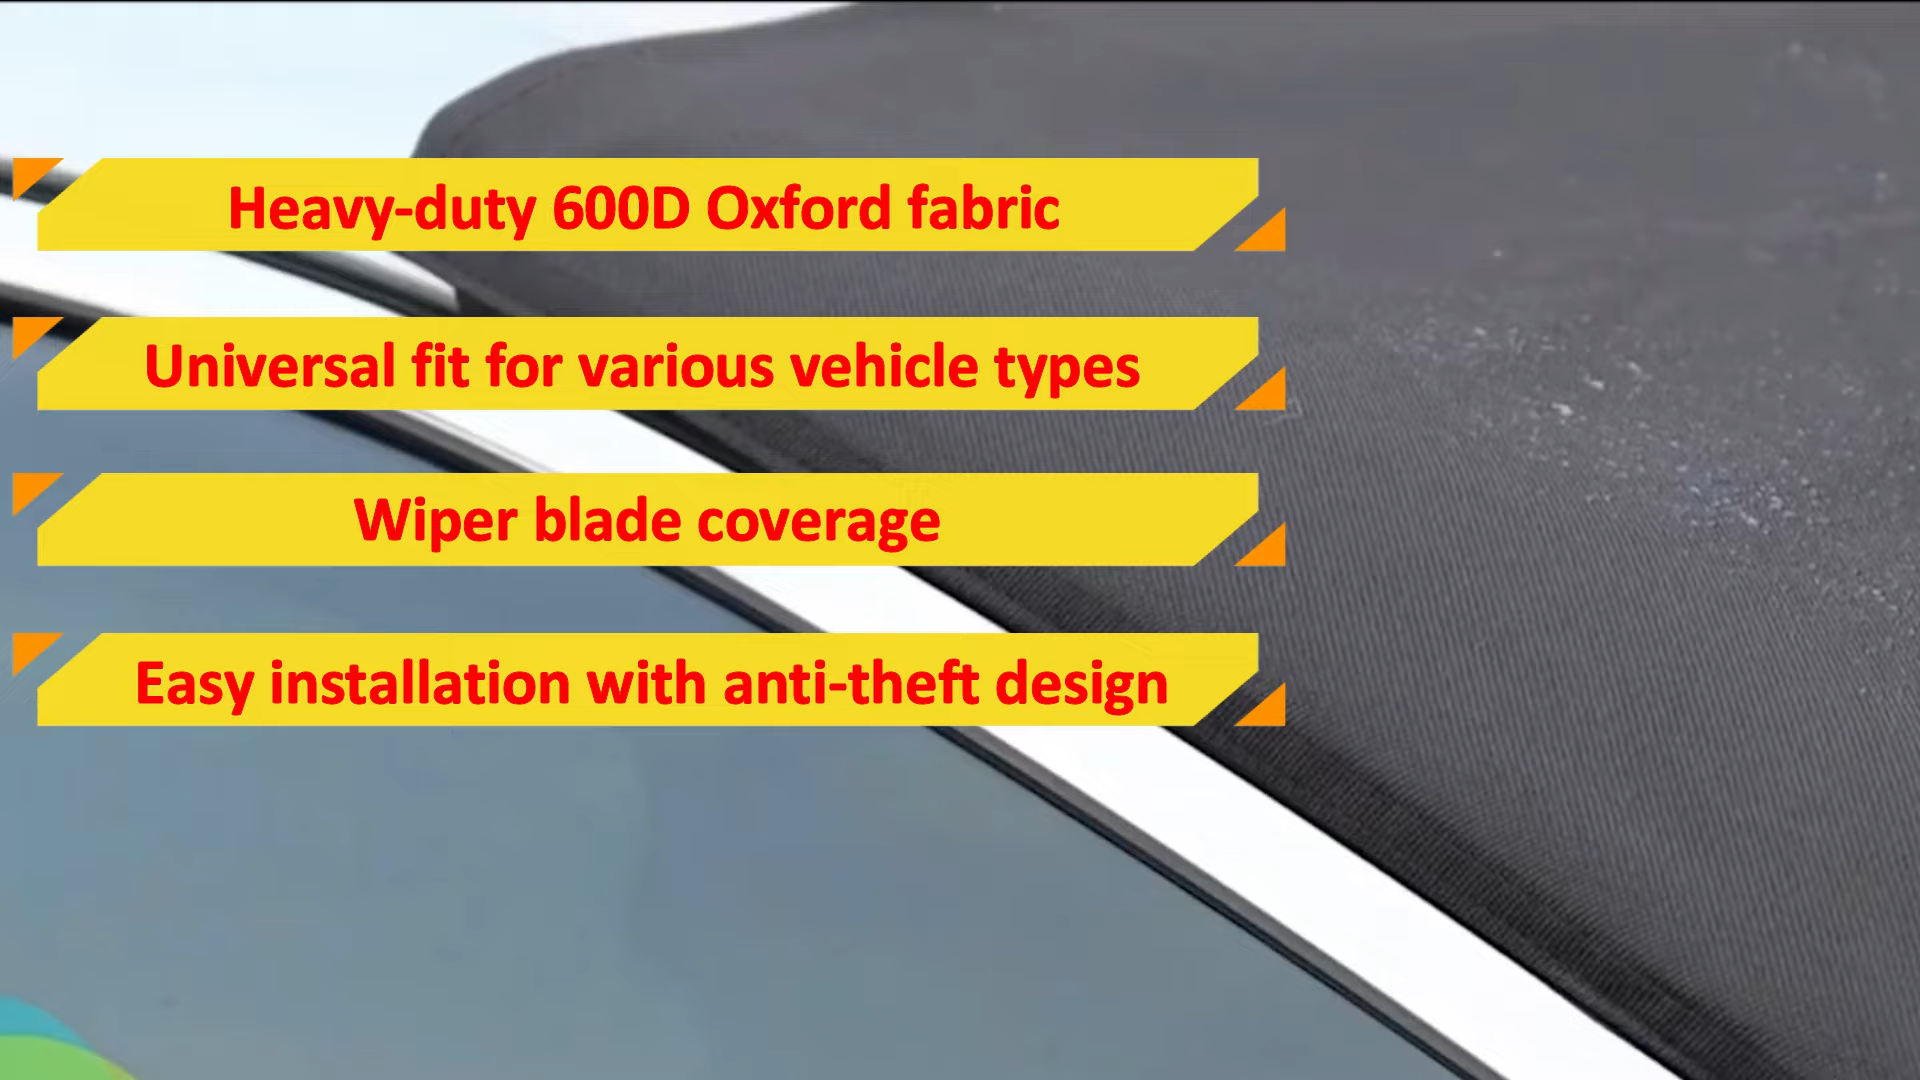 Heavy-duty 600D Oxford fabric
Universal fit for various vehicle types
Wiper blade coverage
Easy installation with anti-theft design